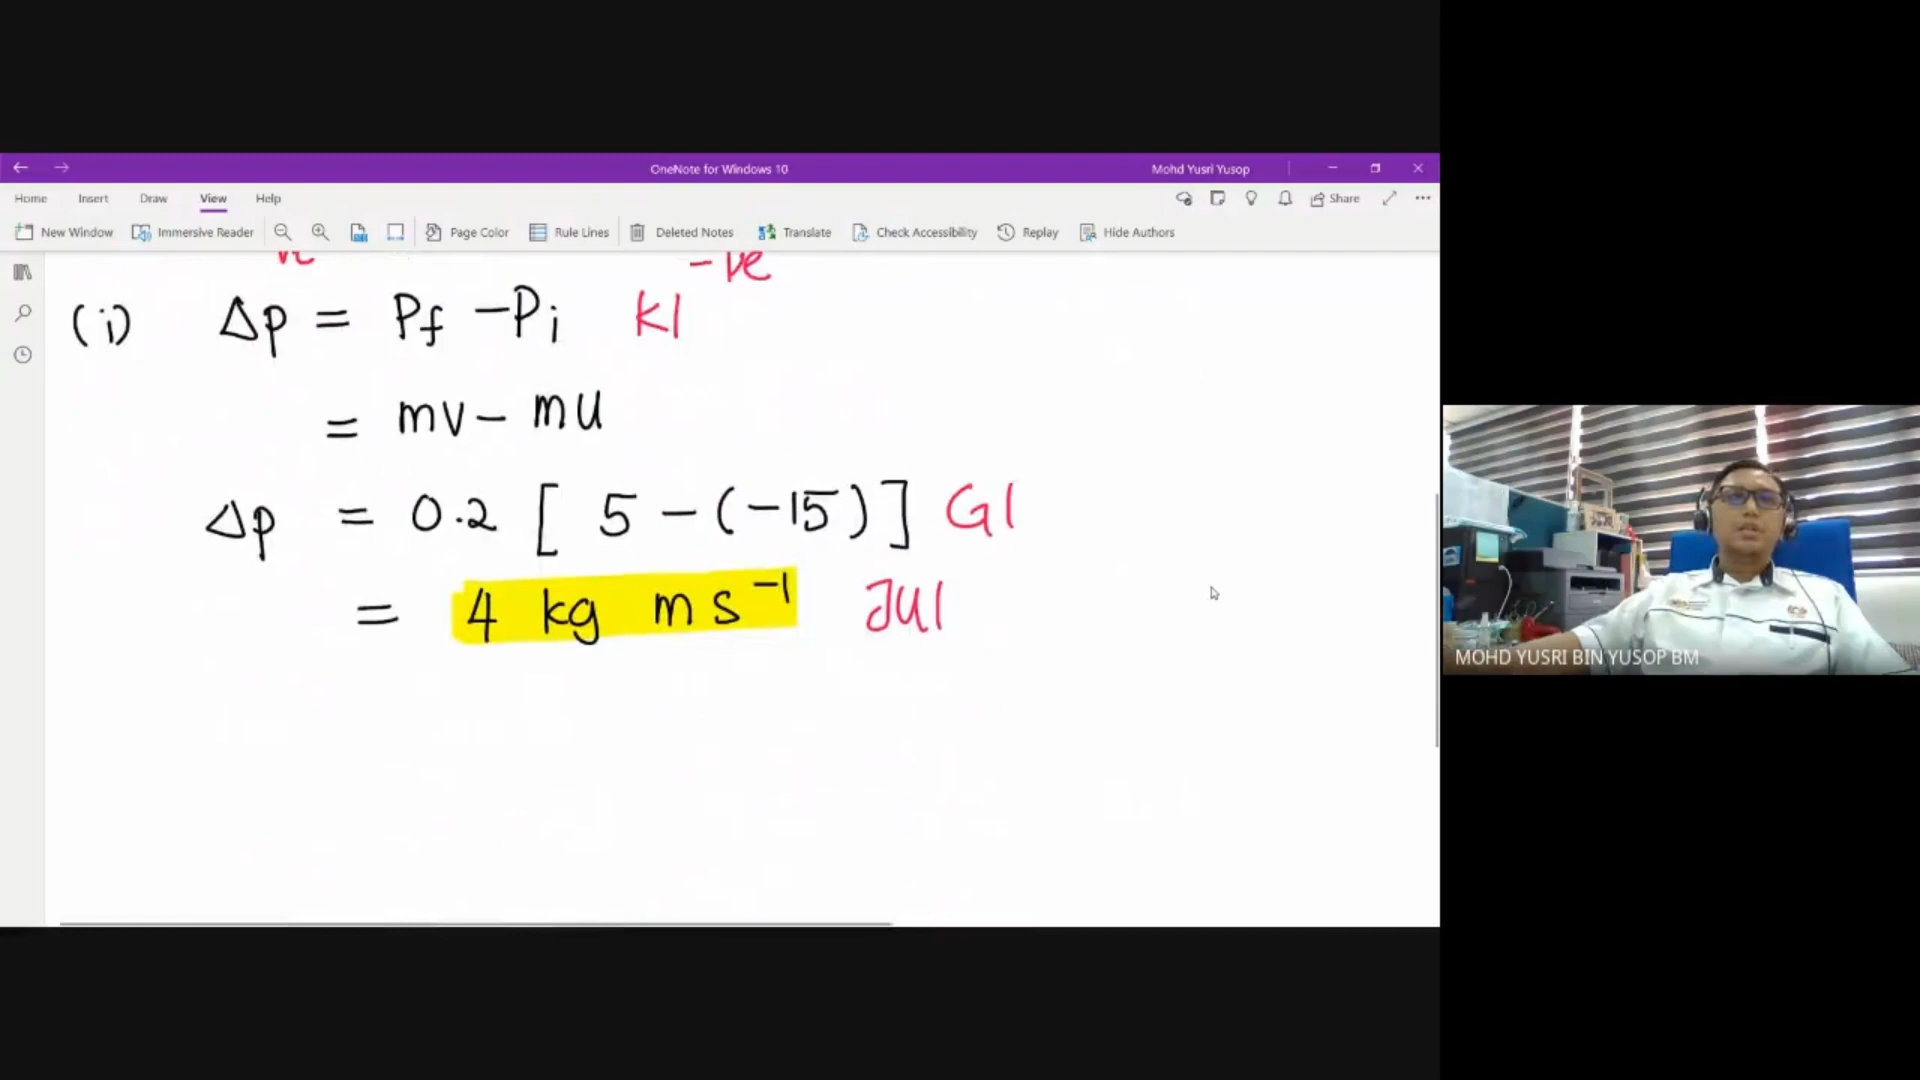 OneNote for Windows 10
Mohd Yusri Yusop
Home Insert Draw View Help
Share
New Window Immersive Reader Page Color Rule Lines Deleted Notes Translate Check Accessibility Replay Hide Authors
-ve
(i) Δp = Pf - Pi K1
= mv - mu
Δp = 0.2 [ 5 - (-15) ] G1
= 4 kg m s⁻¹ JU1
MOHD YUSRI BIN YUSOP BM